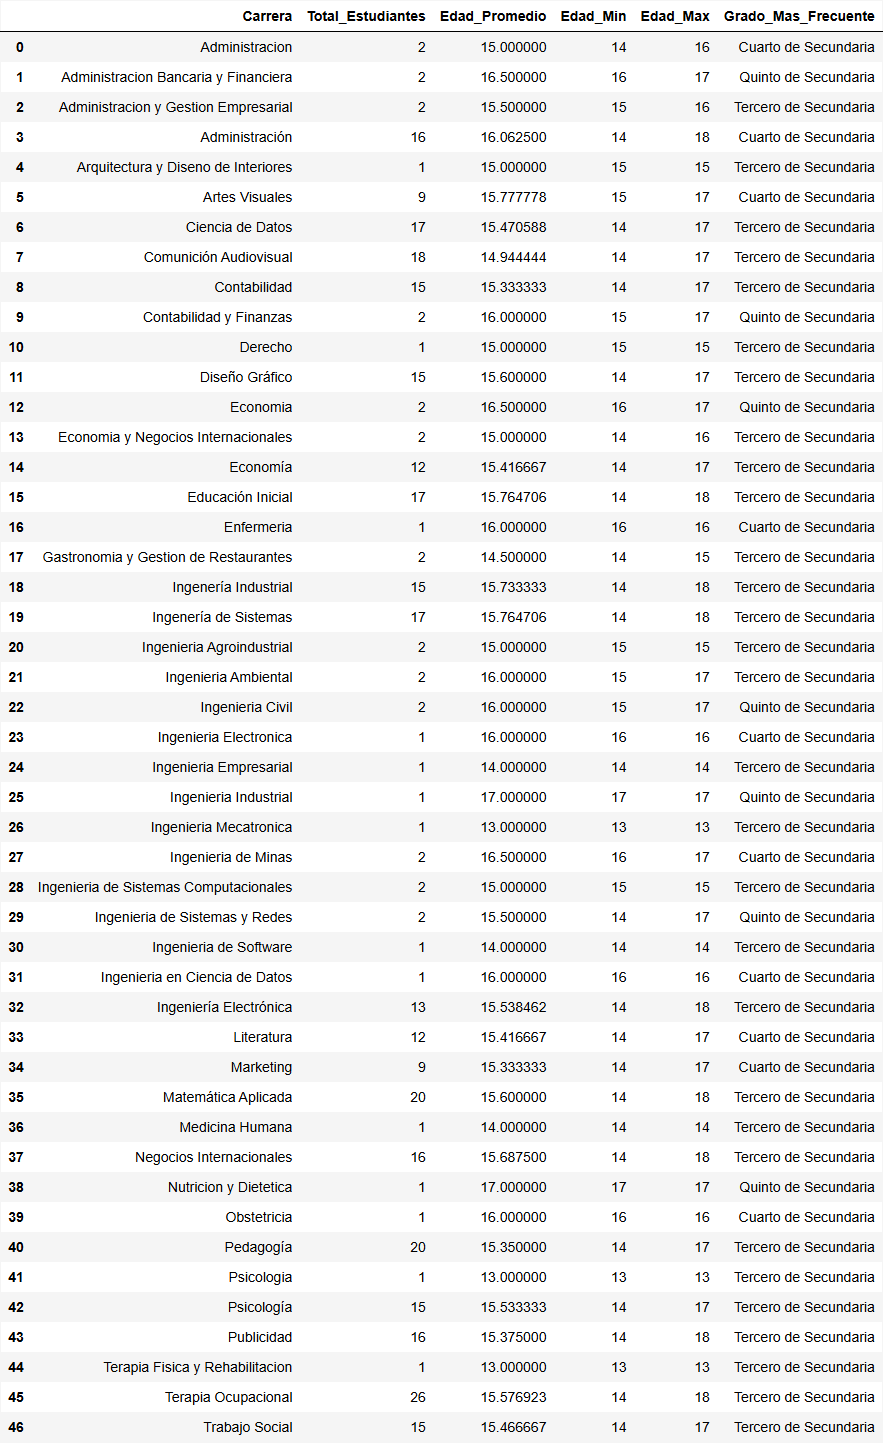 Carrera Total_Estudiantes Edad_Promedio Edad_Min Edad_Max Grado_Mas_Frecuente
0 Administracion 2 15.000000 14 16 Cuarto de Secundaria
1 Administracion Bancaria y Financiera 2 16.500000 16 17 Quinto de Secundaria
2 Administracion y Gestion Empresarial 2 15.500000 15 16 Tercero de Secundaria
3 Administración 16 16.062500 14 18 Cuarto de Secundaria
4 Arquitectura y Diseno de Interiores 1 15.000000 15 15 Tercero de Secundaria
5 Artes Visuales 9 15.777778 15 17 Cuarto de Secundaria
6 Ciencia de Datos 17 15.470588 14 17 Tercero de Secundaria
7 Comunición Audiovisual 18 14.944444 14 17 Tercero de Secundaria
8 Contabilidad 15 15.333333 14 17 Tercero de Secundaria
9 Contabilidad y Finanzas 2 16.000000 15 17 Quinto de Secundaria
10 Derecho 1 15.000000 15 15 Tercero de Secundaria
11 Diseño Gráfico 15 15.600000 14 17 Tercero de Secundaria
12 Economia 2 16.500000 16 17 Quinto de Secundaria
13 Economia y Negocios Internacionales 2 15.000000 14 16 Tercero de Secundaria
14 Economía 12 15.416667 14 17 Tercero de Secundaria
15 Educación Inicial 17 15.764706 14 18 Tercero de Secundaria
16 Enfermeria 1 16.000000 16 16 Cuarto de Secundaria
17 Gastronomia y Gestion de Restaurantes 2 14.500000 14 15 Tercero de Secundaria
18 Ingenería Industrial 15 15.733333 14 18 Tercero de Secundaria
19 Ingenería de Sistemas 17 15.764706 14 18 Tercero de Secundaria
20 Ingenieria Agroindustrial 2 15.000000 15 15 Tercero de Secundaria
21 Ingenieria Ambiental 2 16.000000 15 17 Tercero de Secundaria
22 Ingenieria Civil 2 16.000000 15 17 Quinto de Secundaria
23 Ingenieria Electronica 1 16.000000 16 16 Cuarto de Secundaria
24 Ingenieria Empresarial 1 14.000000 14 14 Tercero de Secundaria
25 Ingenieria Industrial 1 17.000000 17 17 Quinto de Secundaria
26 Ingenieria Mecatronica 1 13.000000 13 13 Tercero de Secundaria
27 Ingenieria de Minas 2 16.500000 16 17 Cuarto de Secundaria
28 Ingenieria de Sistemas Computacionales 2 15.000000 15 15 Tercero de Secundaria
29 Ingenieria de Sistemas y Redes 2 15.500000 14 17 Quinto de Secundaria
30 Ingenieria de Software 1 14.000000 14 14 Tercero de Secundaria
31 Ingenieria en Ciencia de Datos 1 16.000000 16 16 Cuarto de Secundaria
32 Ingeniería Electrónica 13 15.538462 14 18 Tercero de Secundaria
33 Literatura 12 15.416667 14 17 Cuarto de Secundaria
34 Marketing 9 15.333333 14 17 Cuarto de Secundaria
35 Matemática Aplicada 20 15.600000 14 18 Tercero de Secundaria
36 Medicina Humana 1 14.000000 14 14 Tercero de Secundaria
37 Negocios Internacionales 16 15.687500 14 18 Tercero de Secundaria
38 Nutricion y Dietetica 1 17.000000 17 17 Quinto de Secundaria
39 Obstetricia 1 16.000000 16 16 Cuarto de Secundaria
40 Pedagogía 20 15.350000 14 17 Tercero de Secundaria
41 Psicologia 1 13.000000 13 13 Tercero de Secundaria
42 Psicología 15 15.533333 14 17 Tercero de Secundaria
43 Publicidad 16 15.375000 14 18 Tercero de Secundaria
44 Terapia Fisica y Rehabilitacion 1 13.000000 13 13 Tercero de Secundaria
45 Terapia Ocupacional 26 15.576923 14 18 Tercero de Secundaria
46 Trabajo Social 15 15.466667 14 17 Tercero de Secundaria